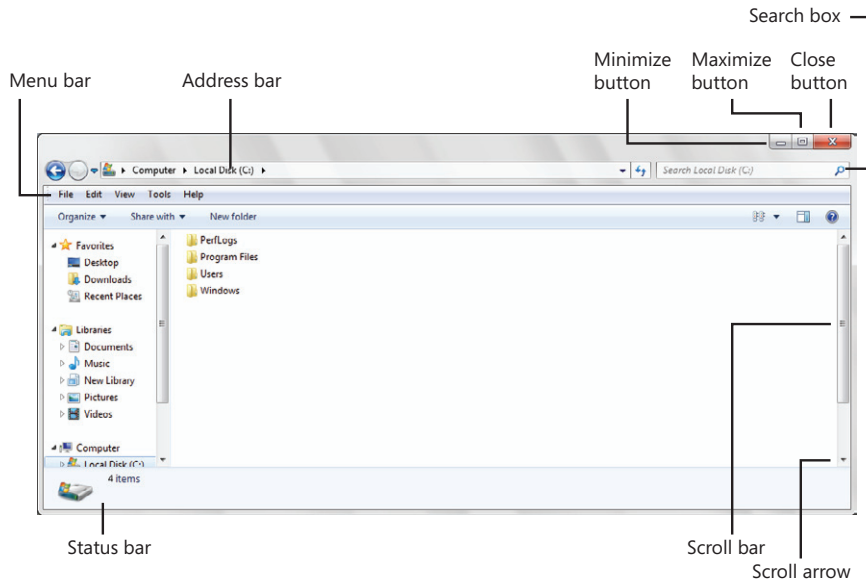 Search box
Minimize
button
Maximize
button
Close
button
Menu bar
Address bar
Computer
Local Disk (C:)
Search Local Disk (C:)
File Edit View Tools Help
Organize
Share with
New folder
Favorites
Desktop
Downloads
Recent Places
Libraries
Documents
Music
New Library
Pictures
Videos
Computer
Local Disk (C:)
PerfLogs
Program Files
Users
Windows
4 items
Status bar
Scroll bar
Scroll arrow